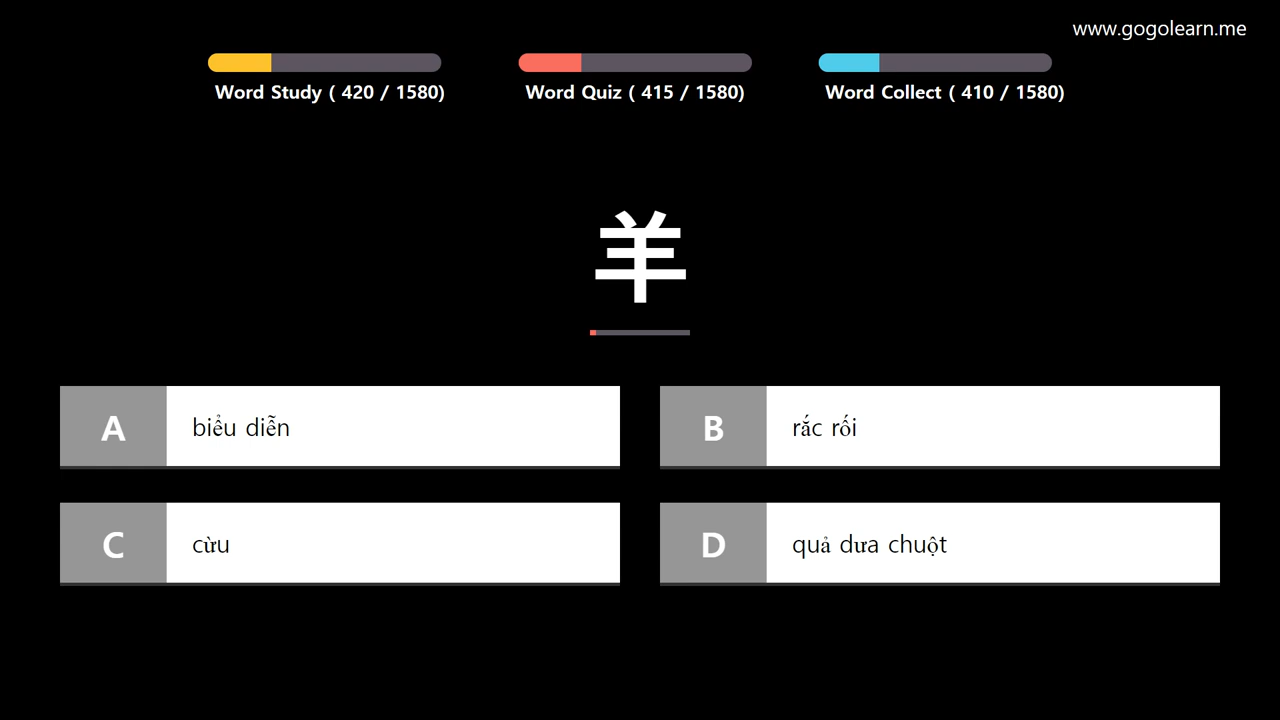 www.gogolearn.me
Word Study ( 420 / 1580)
Word Quiz ( 415 / 1580)
Word Collect ( 410 / 1580)
羊
A biểu diễn
B rắc rối
C cừu
D quả dưa chuột